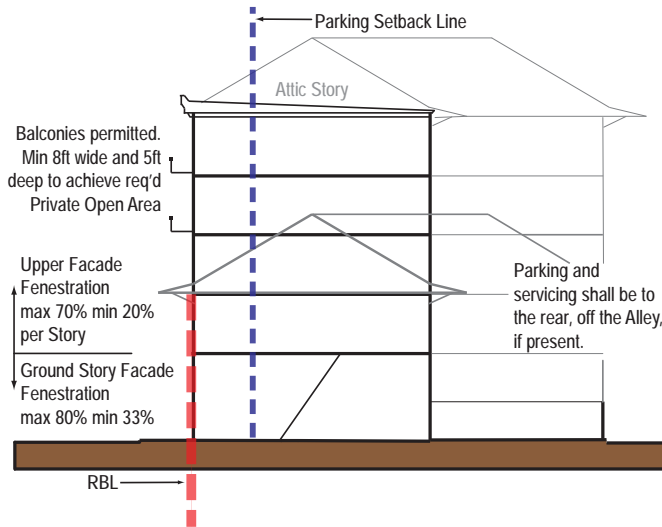 Parking Setback Line
Attic Story
Balconies permitted.
Min 8ft wide and 5ft
deep to achieve req'd
Private Open Area
Upper Facade
Fenestration
max 70% min 20%
per Story
Parking and
servicing shall be to
the rear, off the Alley,
if present.
Ground Story Facade
Fenestration
max 80% min 33%
RBL